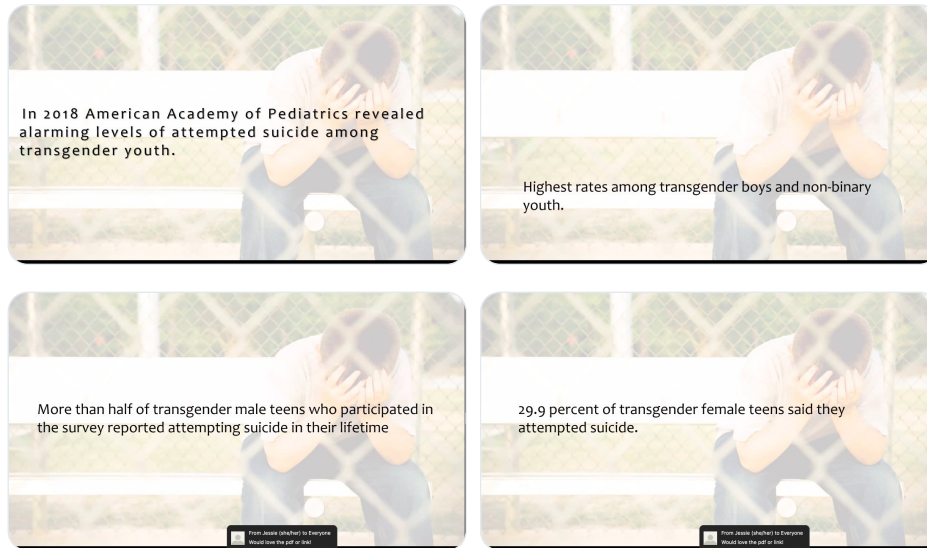 In 2018 American Academy of Pediatrics revealed
alarming levels of attempted suicide among
transgender youth.
Highest rates among transgender boys and non-binary
youth.
More than half of transgender male teens who participated in
the survey reported attempting suicide in their lifetime
From Jessie (she/her) to Everyone
Would love the pdf or link!
29.9 percent of transgender female teens said they
attempted suicide.
From Jessie (she/her) to Everyone
Would love the pdf or link!